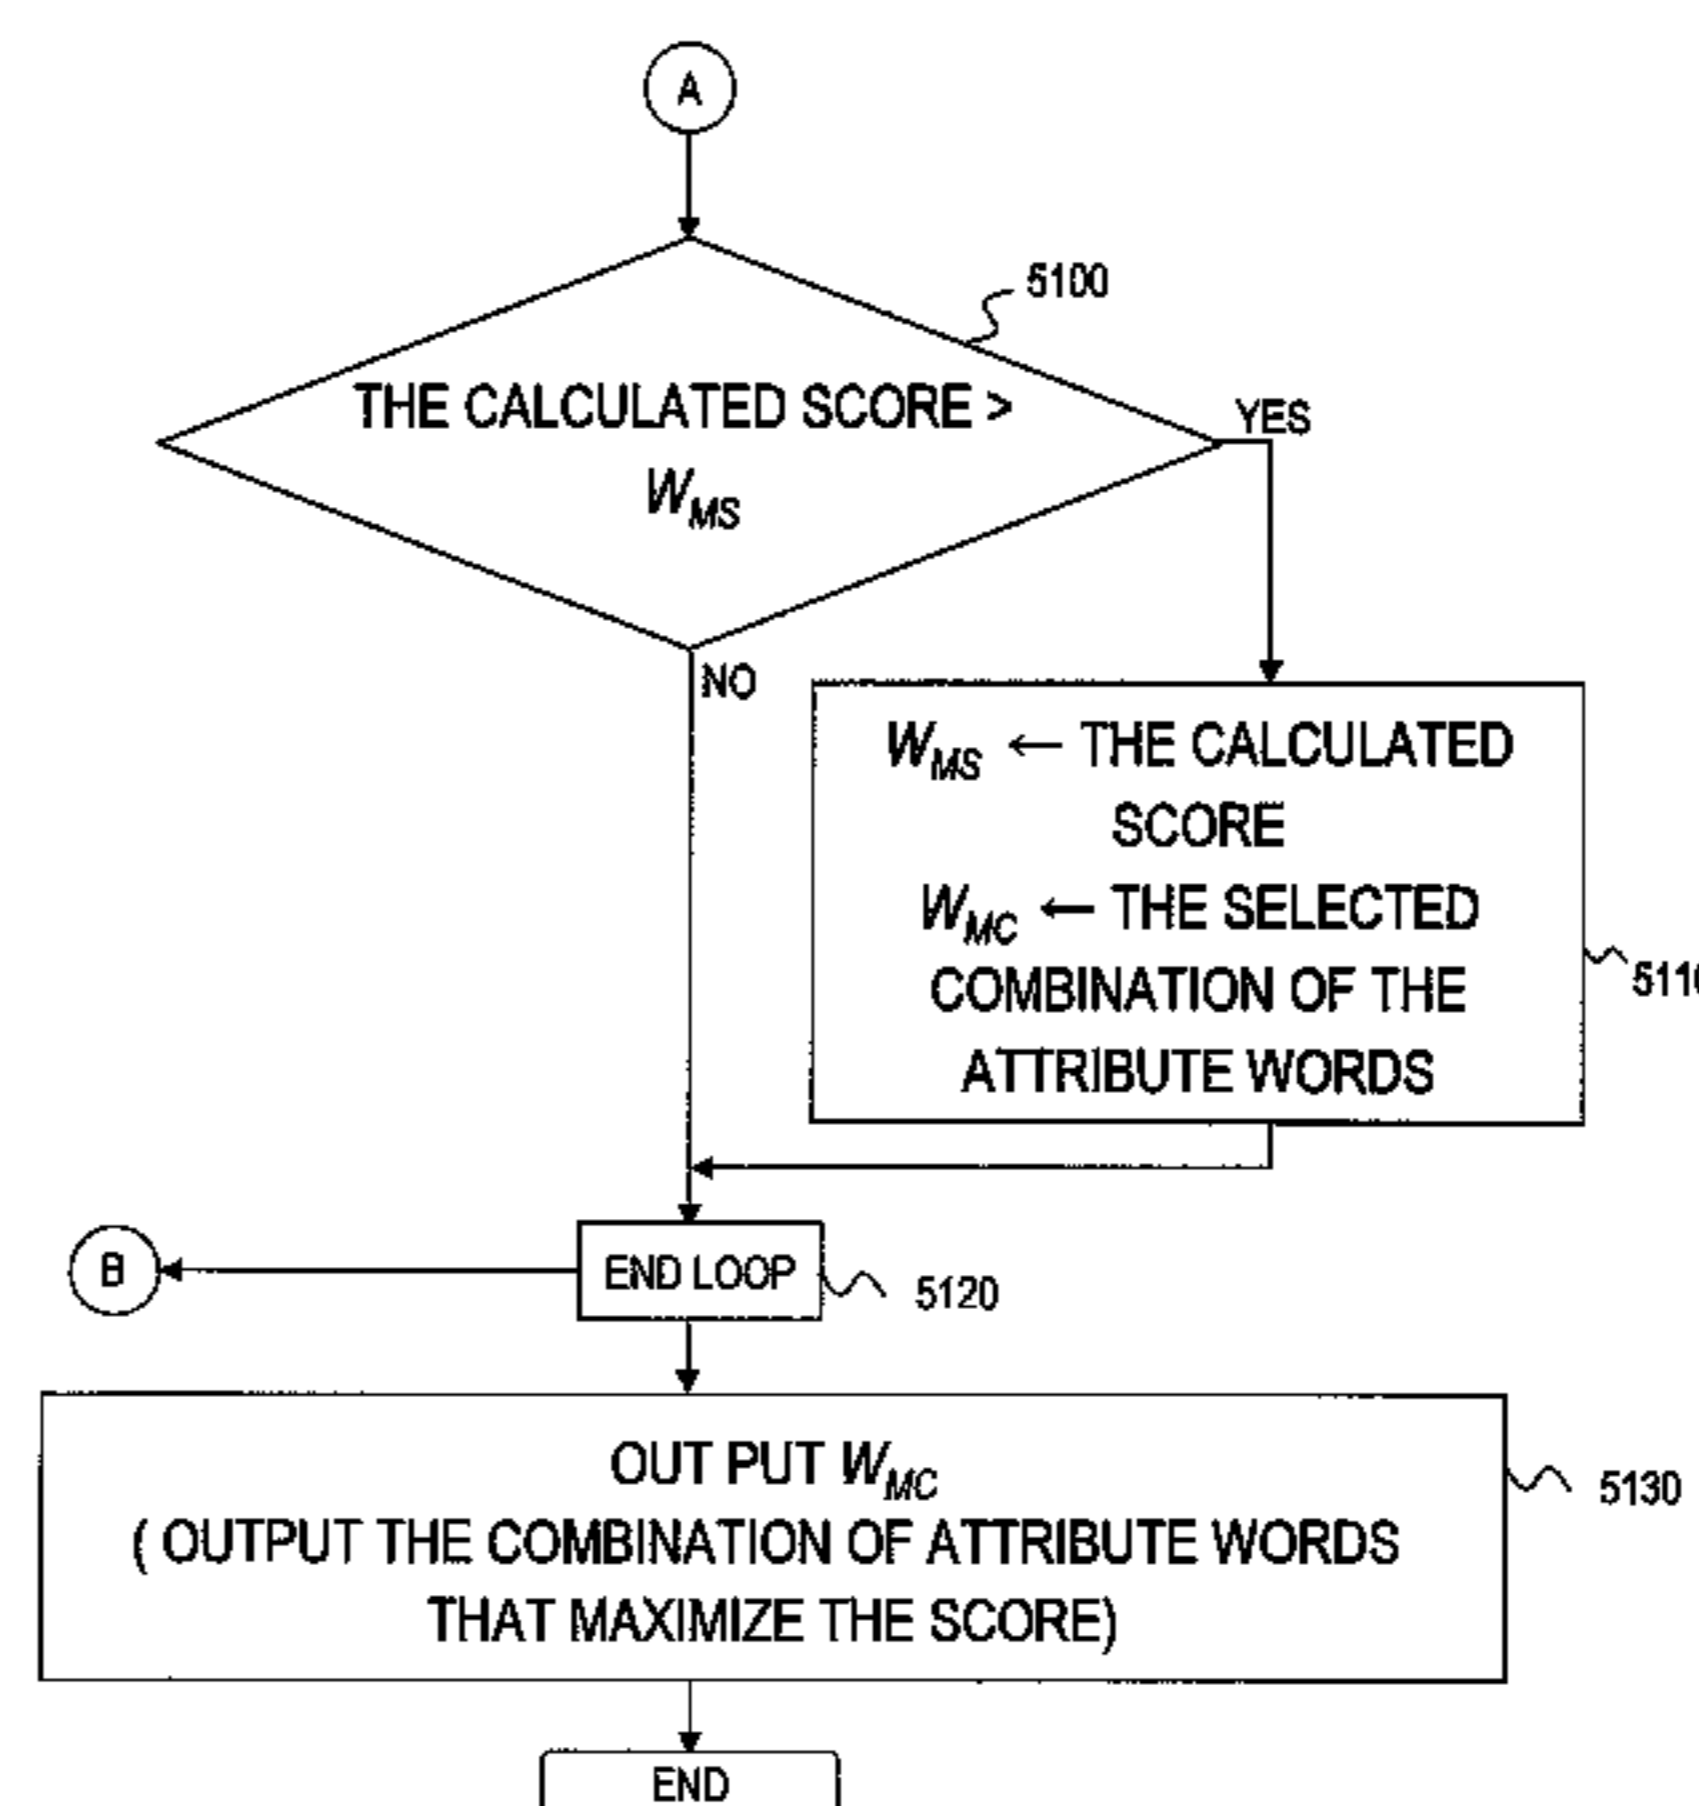 A
5100
THE CALCULATED SCORE >
W_MS
YES
NO
W_MS ← THE CALCULATED
SCORE
W_MC ← THE SELECTED
COMBINATION OF THE
ATTRIBUTE WORDS
5110
B
END LOOP
5120
OUT PUT W_MC
( OUTPUT THE COMBINATION OF ATTRIBUTE WORDS
THAT MAXIMIZE THE SCORE)
5130
END